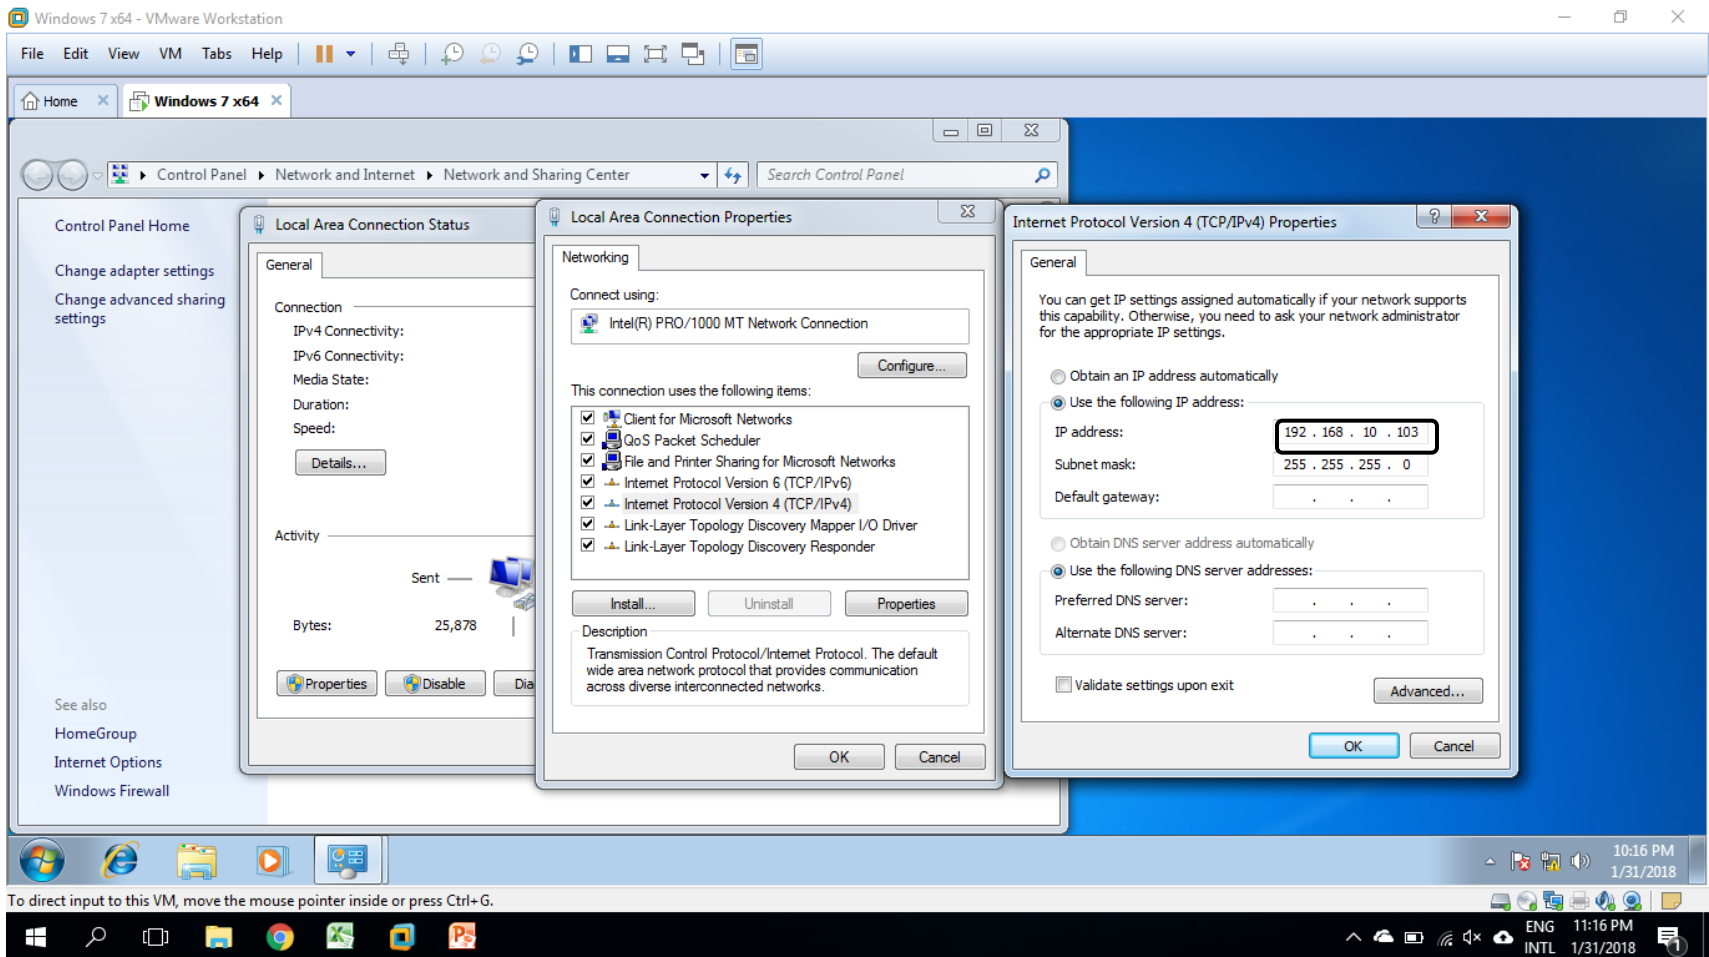 Windows 7 x64 - VMware Workstation
File Edit View VM Tabs Help
Home
Windows 7 x64
Control Panel Network and Internet Network and Sharing Center
Search Control Panel
Control Panel Home
Change adapter settings
Change advanced sharing
settings
See also
HomeGroup
Internet Options
Windows Firewall
Local Area Connection Status
General
Connection
IPv4 Connectivity:
IPv6 Connectivity:
Media State:
Duration:
Speed:
Details...
Activity
Sent
Bytes: 25,878
Properties Disable Dia
Local Area Connection Properties
Networking
Connect using:
Intel(R) PRO/1000 MT Network Connection
Configure...
This connection uses the following items:
Client for Microsoft Networks
QoS Packet Scheduler
File and Printer Sharing for Microsoft Networks
Internet Protocol Version 6 (TCP/IPv6)
Internet Protocol Version 4 (TCP/IPv4)
Link-Layer Topology Discovery Mapper I/O Driver
Link-Layer Topology Discovery Responder
Install... Uninstall Properties
Description
Transmission Control Protocol/Internet Protocol. The default
wide area network protocol that provides communication
across diverse interconnected networks.
OK Cancel
Internet Protocol Version 4 (TCP/IPv4) Properties
General
You can get IP settings assigned automatically if your network supports
this capability. Otherwise, you need to ask your network administrator
for the appropriate IP settings.
Obtain an IP address automatically
Use the following IP address:
IP address: 192 . 168 . 10 . 103
Subnet mask: 255 . 255 . 255 . 0
Default gateway: . . .
Obtain DNS server address automatically
Use the following DNS server addresses:
Preferred DNS server: . . .
Alternate DNS server: . . .
Validate settings upon exit
Advanced...
OK Cancel
10:16 PM
1/31/2018
To direct input to this VM, move the mouse pointer inside or press Ctrl+G.
ENG 11:16 PM
INTL 1/31/2018
1